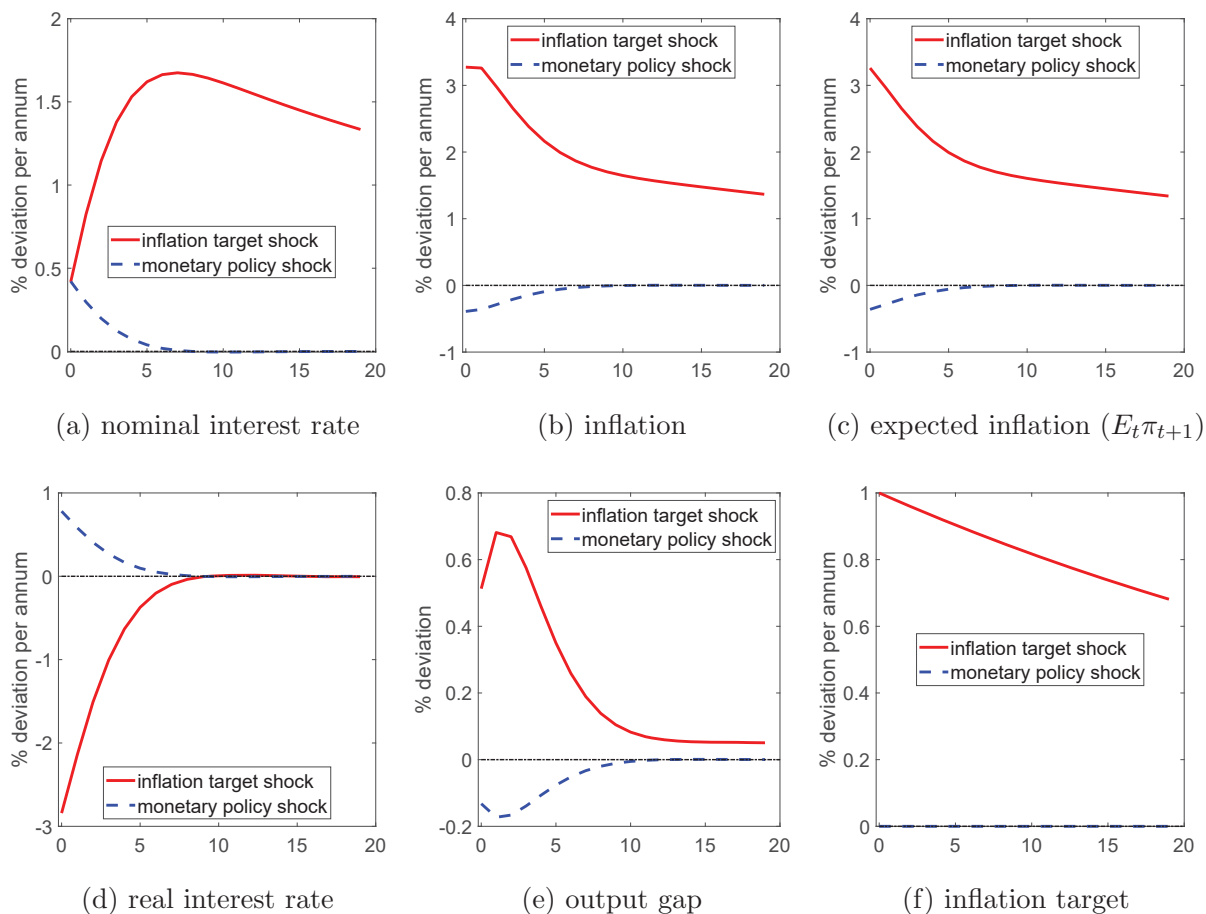 % deviation per annum
2
1.5
1
0.5
0
0 5 10 15 20
inflation target shock
monetary policy shock
(a) nominal interest rate
% deviation per annum
4
3
2
1
0
-1
0 5 10 15 20
inflation target shock
monetary policy shock
(b) inflation
% deviation per annum
4
3
2
1
0
-1
0 5 10 15 20
inflation target shock
monetary policy shock
(c) expected inflation (E_tπ_{t+1})
% deviation per annum
1
0
-1
-2
-3
0 5 10 15 20
inflation target shock
monetary policy shock
(d) real interest rate
% deviation
0.8
0.6
0.4
0.2
0
-0.2
0 5 10 15 20
inflation target shock
monetary policy shock
(e) output gap
% deviation per annum
1
0.8
0.6
0.4
0.2
0
0 5 10 15 20
inflation target shock
monetary policy shock
(f) inflation target